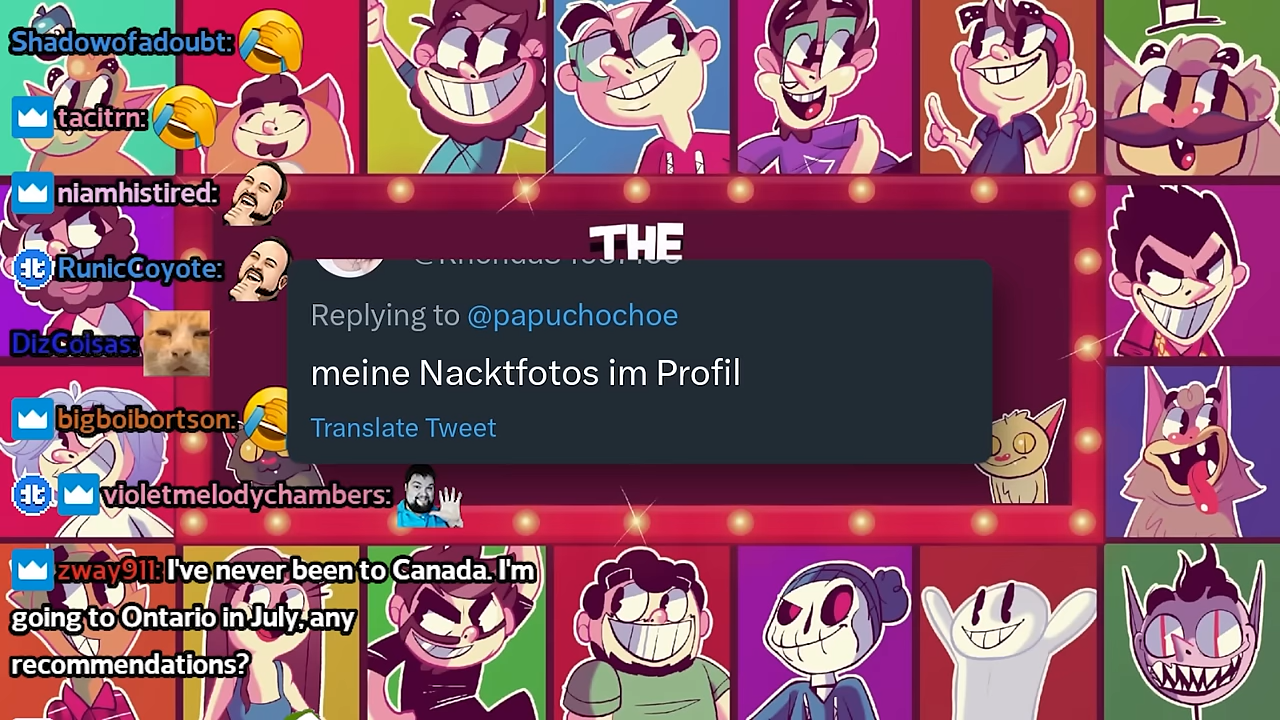 Shadowofadoubt:
tacitrn:
niamhistired:
RunicCoyote:
DizCoisas:
bigboibortson:
violetmelodychambers:
zway911: I've never been to Canada. I'm
going to Ontario in July, any
recommendations?
THE
Replying to @papuchochoe
meine Nacktfotos im Profil
Translate Tweet